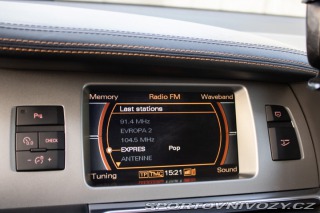 Memory Radio FM Waveband
Last stations
91.4 MHz
EVROPA 2
104.5 MHz
EXPRES Pop
ANTENNE
TP/TMC 15:21
Tuning Sound
CHECK
SPORTOVNIVOZY.CZ